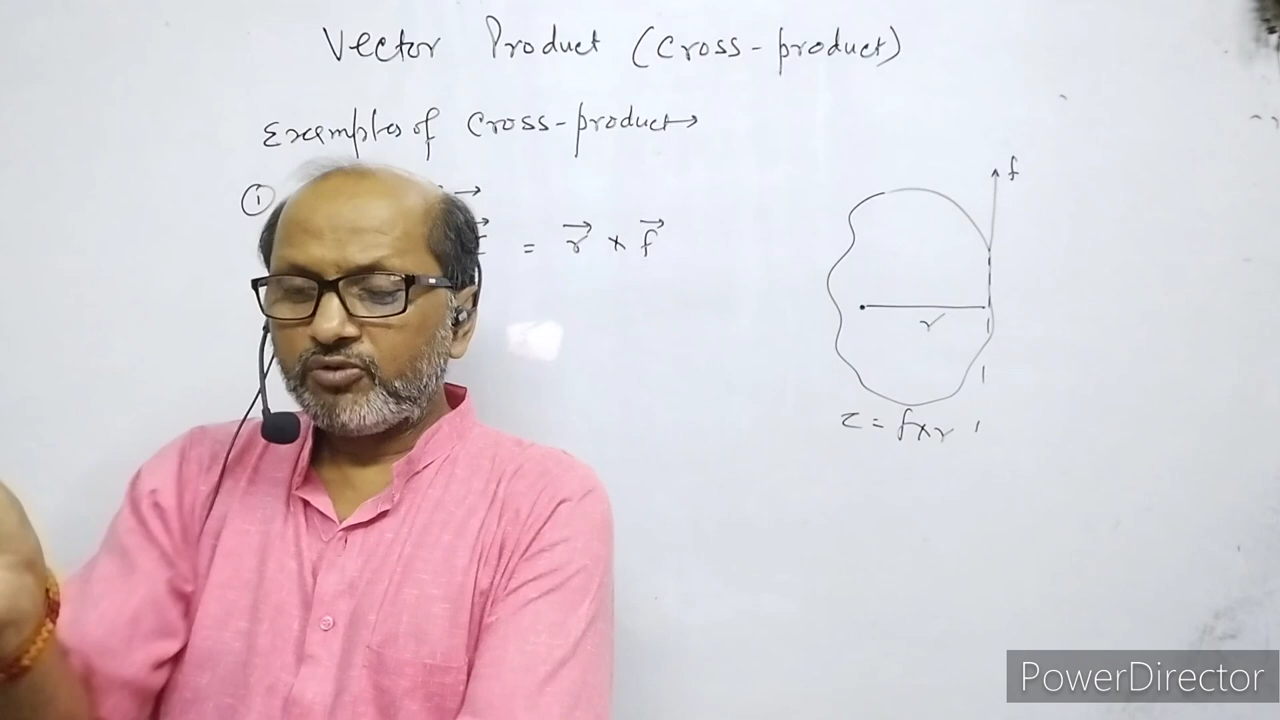 Vector Product (Cross-product)
Examples of Cross-product→
①
= r⃗ × f⃗
f
r
τ = f×r
PowerDirector